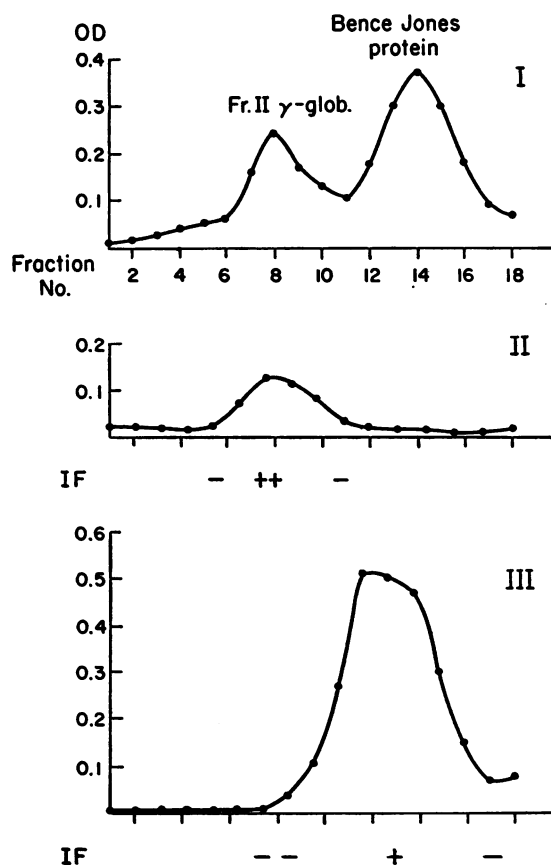 OD
Bence Jones
protein
I
0.4
Fr. II γ-glob.
0.3
0.2
0.1
Fraction
No.
2 4 6 8 10 12 14 16 18
II
0.2
0.1
IF − ++ −
III
0.6
0.5
0.4
0.3
0.2
0.1
IF − − + −